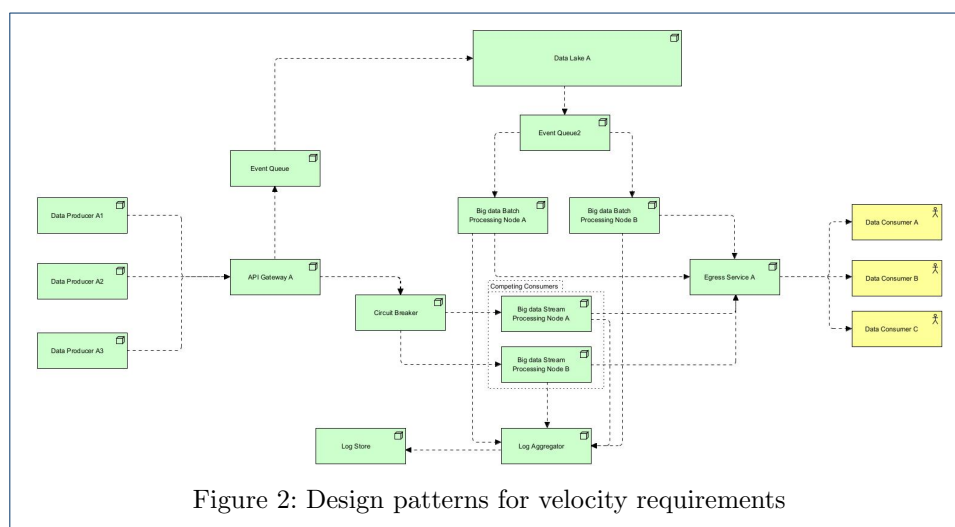 Data Lake A
Event Queue2
Event Queue
Data Producer A1
Big data Batch
Processing Node A
Big data Batch
Processing Node B
Data Consumer A
Data Producer A2
API Gateway A
Egress Service A
Data Consumer B
Competing Consumers
Circuit Breaker
Big data Stream
Processing Node A
Data Consumer C
Data Producer A3
Big data Stream
Processing Node B
Log Store
Log Aggregator
Figure 2: Design patterns for velocity requirements